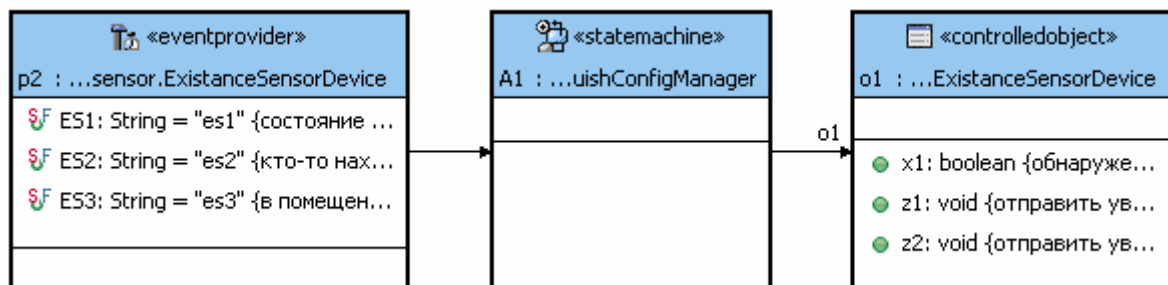 «eventprovider»
p2 : ...sensor.ExistanceSensorDevice
ES1: String = "es1" {состояние ...
ES2: String = "es2" {кто-то нах...
ES3: String = "es3" {в помещен...
«statemachine»
A1 : ...uishConfigManager
o1
«controlledobject»
o1 : ...ExistanceSensorDevice
x1: boolean {обнаруже...
z1: void {отправить ув...
z2: void {отправить ув...